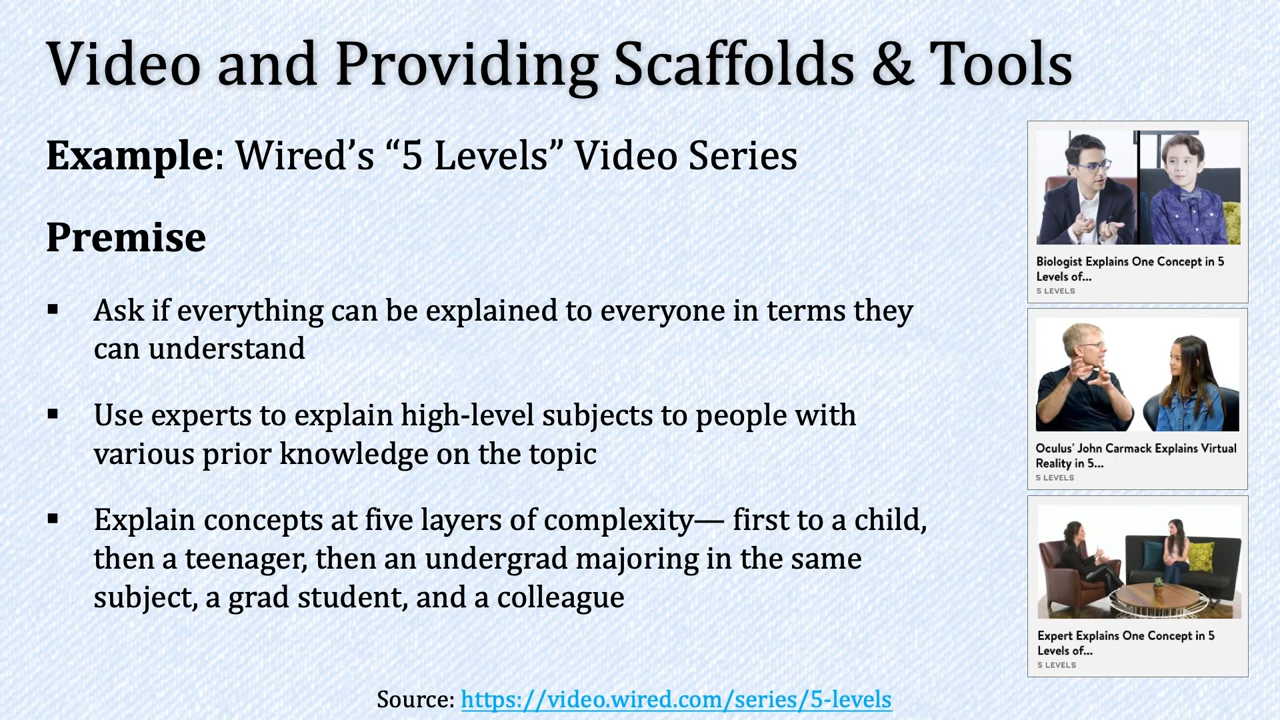 Video and Providing Scaffolds & Tools
Example: Wired’s “5 Levels” Video Series
Premise
▪ Ask if everything can be explained to everyone in terms they
can understand
▪ Use experts to explain high-level subjects to people with
various prior knowledge on the topic
▪ Explain concepts at five layers of complexity— first to a child,
then a teenager, then an undergrad majoring in the same
subject, a grad student, and a colleague
Biologist Explains One Concept in 5
Levels of...
5 LEVELS
Oculus' John Carmack Explains Virtual
Reality in 5...
5 LEVELS
Expert Explains One Concept in 5
Levels of...
5 LEVELS
Source: https://video.wired.com/series/5-levels